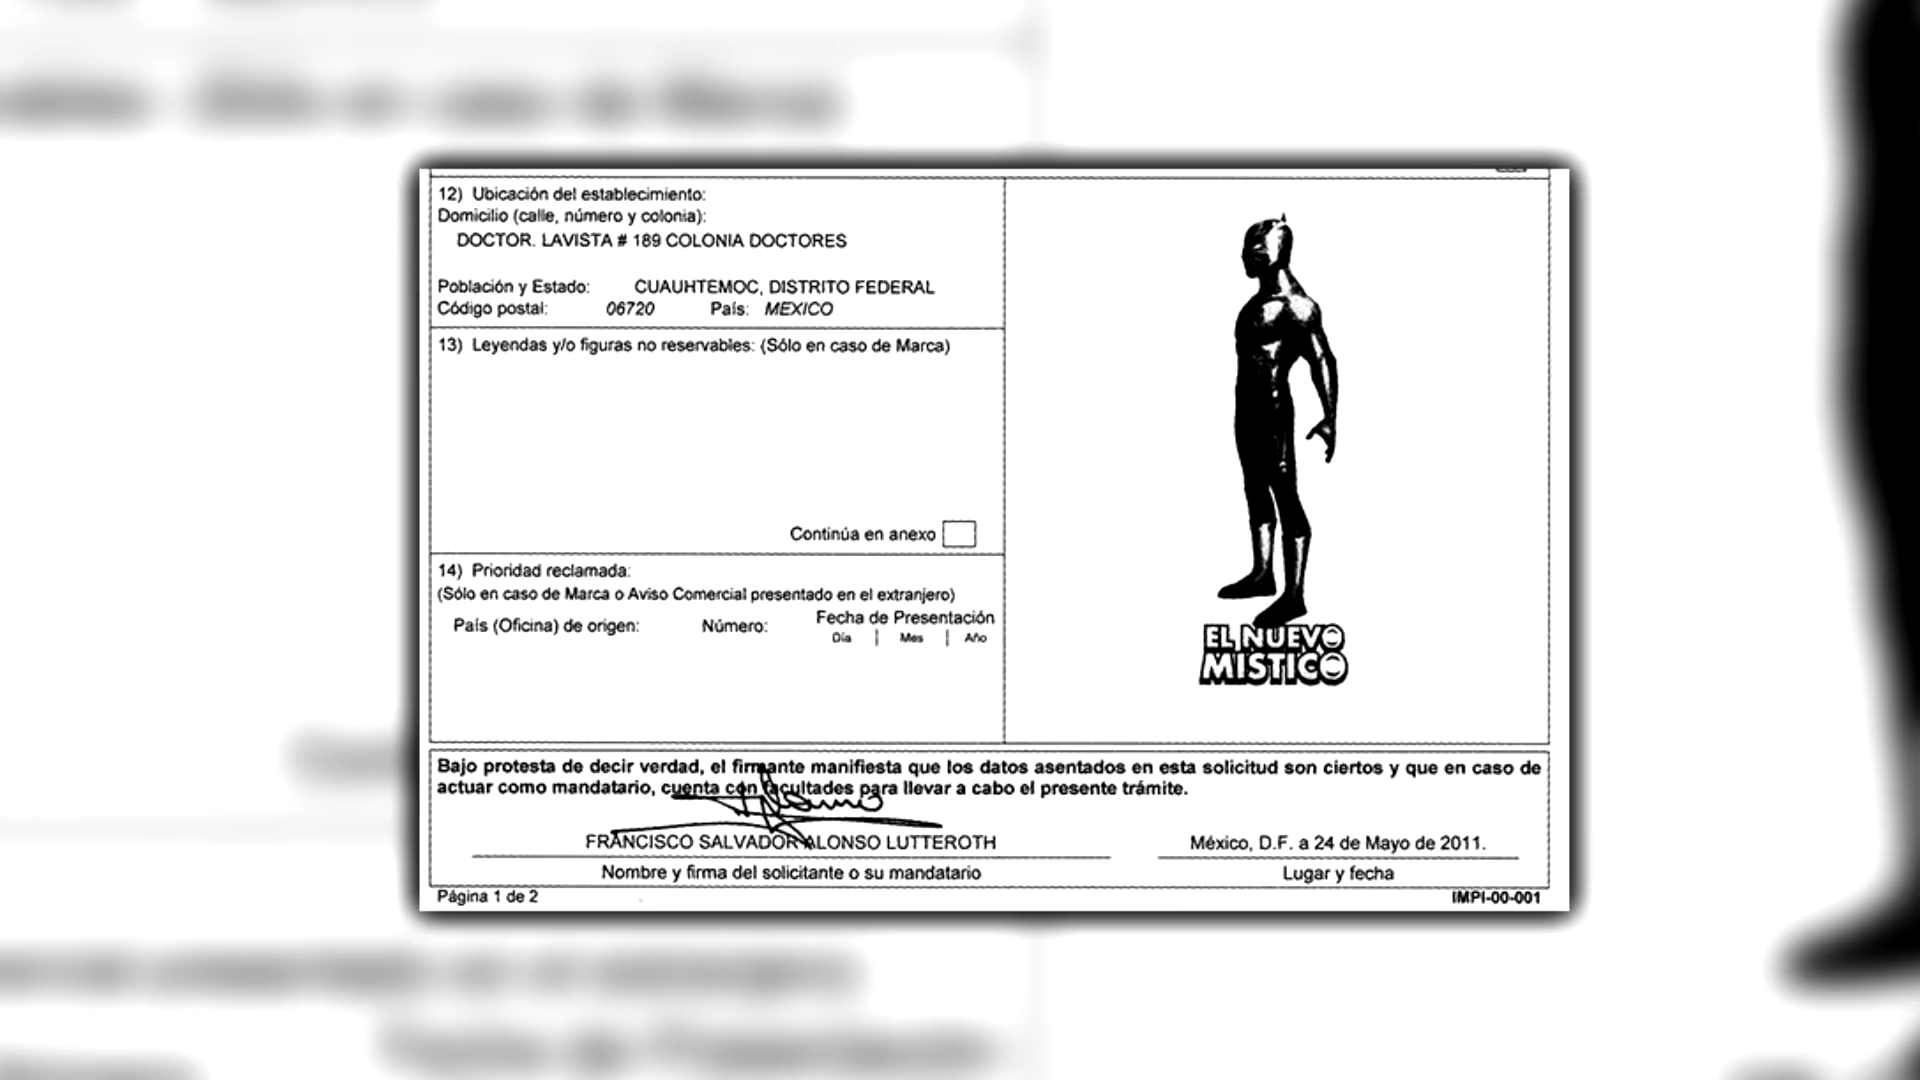 12) Ubicación del establecimiento:
Domicilio (calle, número y colonia):
DOCTOR. LAVISTA # 189 COLONIA DOCTORES
Población y Estado: CUAUHTEMOC, DISTRITO FEDERAL
Código postal: 06720 País: MEXICO
13) Leyendas y/o figuras no reservables: (Sólo en caso de Marca)
Continúa en anexo
14) Prioridad reclamada:
(Sólo en caso de Marca o Aviso Comercial presentado en el extranjero)
País (Oficina) de origen: Número: Fecha de Presentación
Día | Mes | Año
EL NUEVO
MISTICO
Bajo protesta de decir verdad, el firmante manifiesta que los datos asentados en esta solicitud son ciertos y que en caso de
actuar como mandatario, cuenta con facultades para llevar a cabo el presente trámite.
FRANCISCO SALVADOR ALONSO LUTTEROTH
México, D.F. a 24 de Mayo de 2011.
Nombre y firma del solicitante o su mandatario
Lugar y fecha
Página 1 de 2
IMPI-00-001